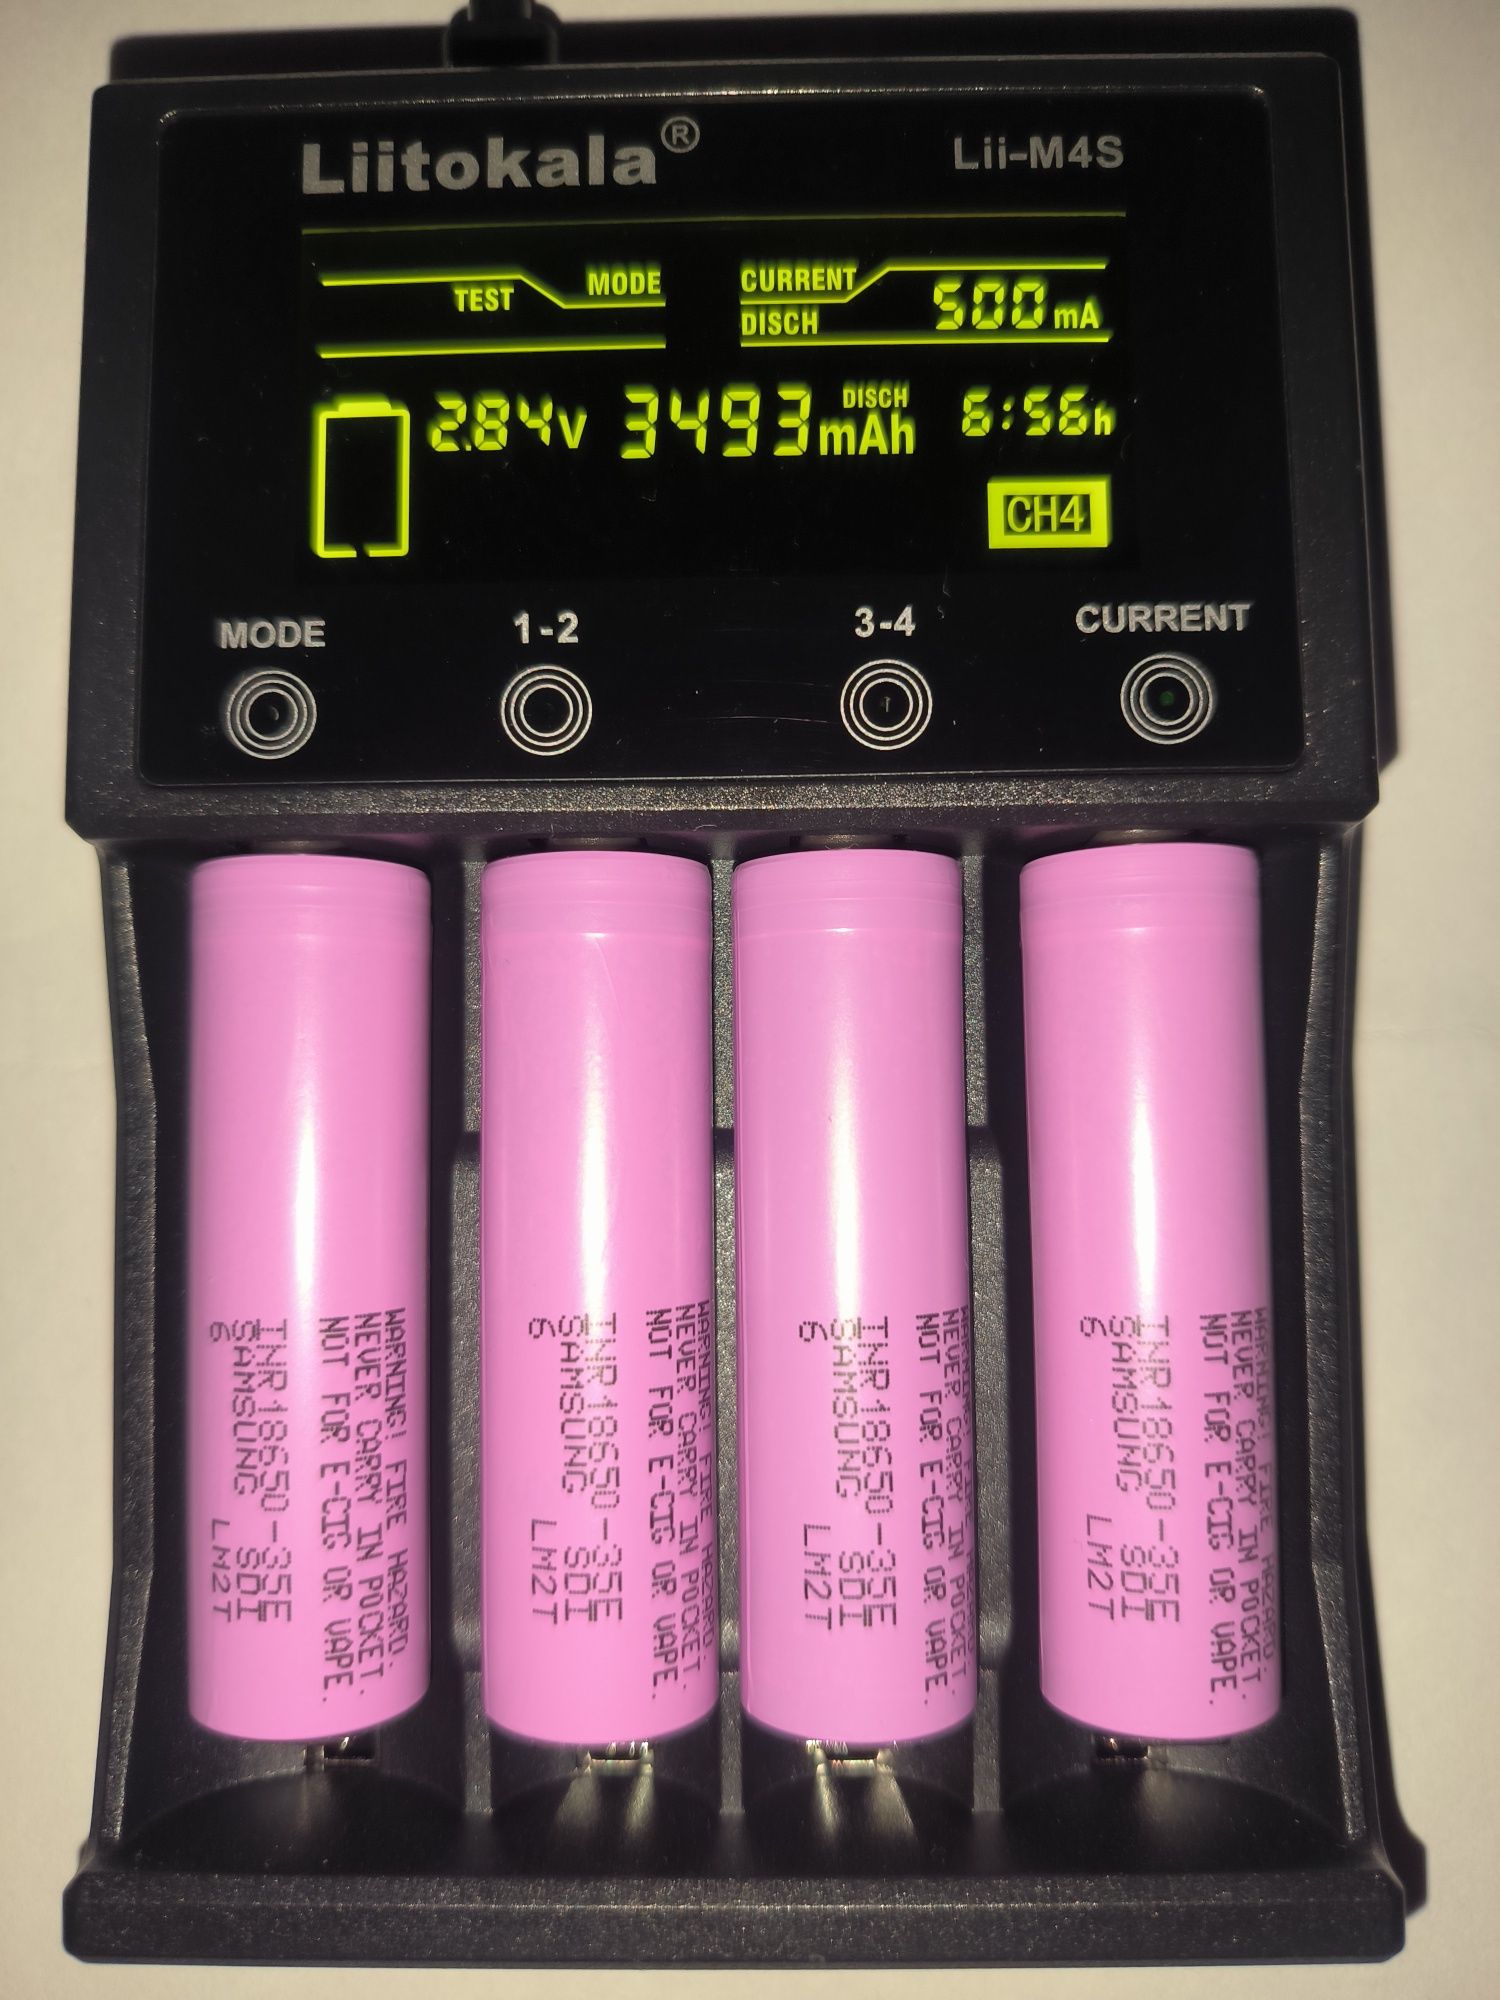 Liitokala®
Lii-M4S
TEST MODE
CURRENT
DISCH 500mA
2.84V 3493mAh DISCH 6:56h
CH4
MODE
1-2
3-4
CURRENT
WARNING! FIRE HAZARD.
NEVER CARRY IN POCKET.
NOT FOR E-CIG OR VAPE.
INR18650-35E
SAMSUNG SDI
6 LM2T
WARNING! FIRE HAZARD.
NEVER CARRY IN POCKET.
NOT FOR E-CIG OR VAPE.
INR18650-35E
SAMSUNG SDI
6 LM2T
WARNING! FIRE HAZARD.
NEVER CARRY IN POCKET.
NOT FOR E-CIG OR VAPE.
INR18650-35E
SAMSUNG SDI
6 LM2T
WARNING! FIRE HAZARD.
NEVER CARRY IN POCKET.
NOT FOR E-CIG OR VAPE.
INR18650-35E
SAMSUNG SDI
6 LM2T